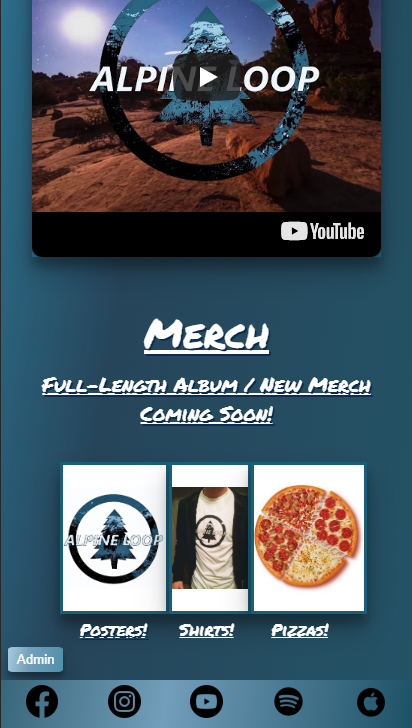 ALPINE LOOP
YouTube
Merch
Full-Length Album / New Merch
Coming Soon!
ALPINE LOOP
Posters! Shirts! Pizzas!
Admin